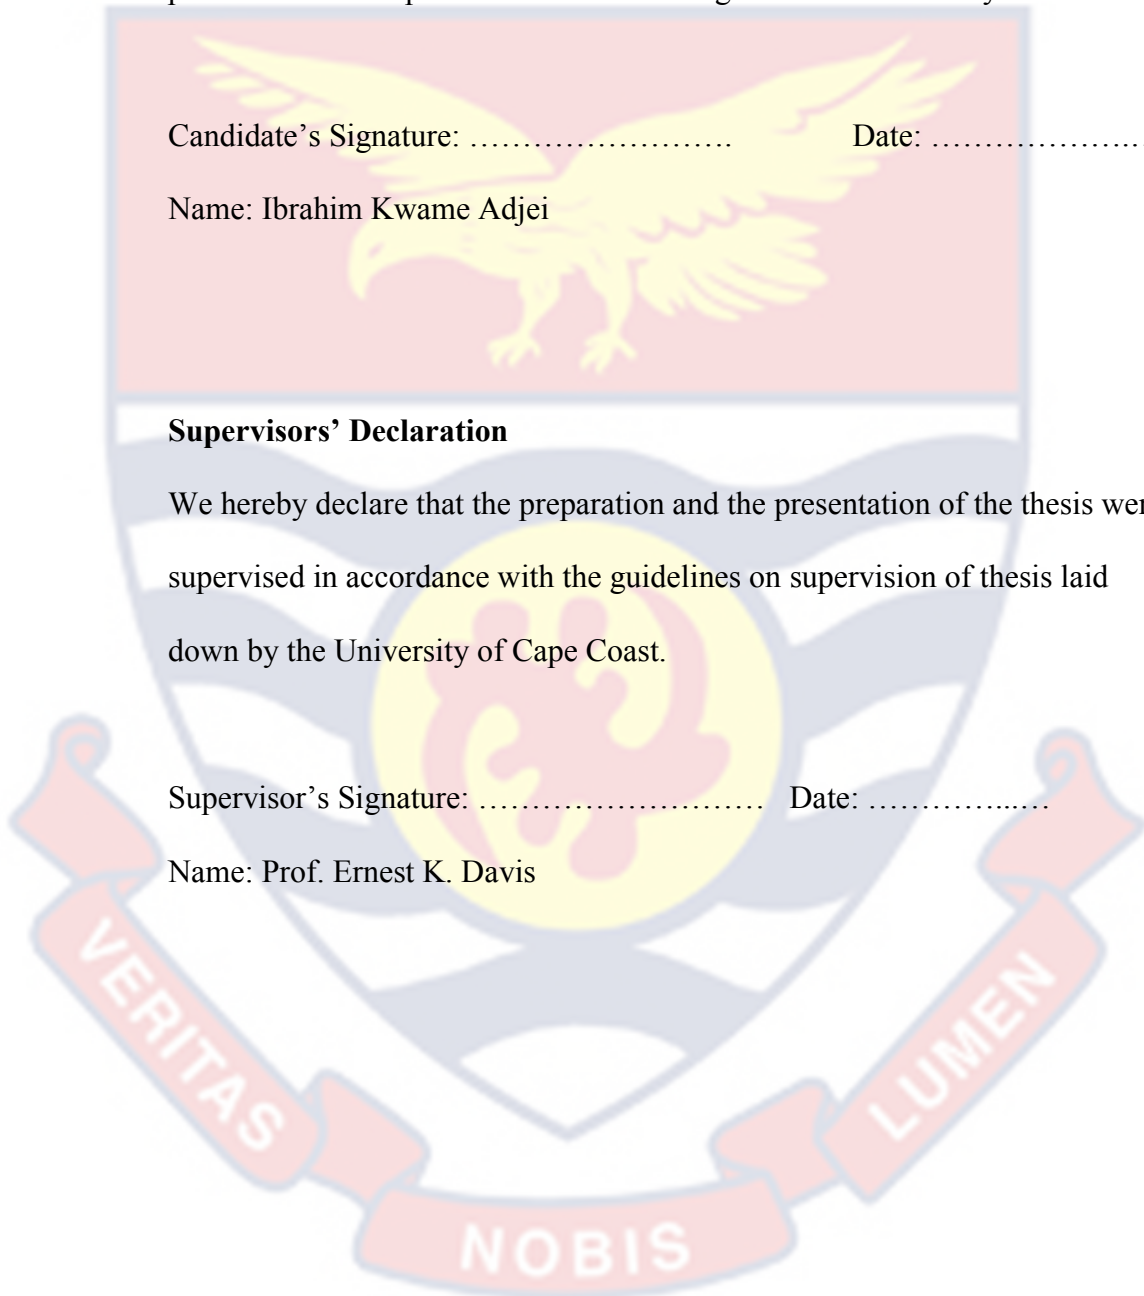 Candidate’s Signature: ……………………. Date: ………………..…
Name: Ibrahim Kwame Adjei
Supervisors’ Declaration
We hereby declare that the preparation and the presentation of the thesis wer
supervised in accordance with the guidelines on supervision of thesis laid
down by the University of Cape Coast.
Supervisor’s Signature: ……………………… Date: …………...…
Name: Prof. Ernest K. Davis
VERITAS
NOBIS
LUMEN